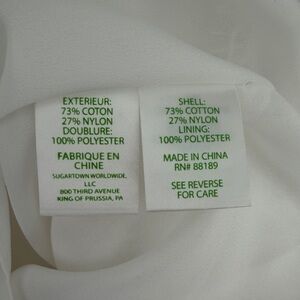 EXTERIEUR:
73% COTON
27% NYLON
DOUBLURE:
100% POLYESTER
FABRIQUE EN
CHINE
SUGARTOWN WORLDWIDE,
LLC
800 THIRD AVENUE
KING OF PRUSSIA, PA
SHELL:
73% COTTON
27% NYLON
LINING:
100% POLYESTER
MADE IN CHINA
RN# 88189
SEE REVERSE
FOR CARE